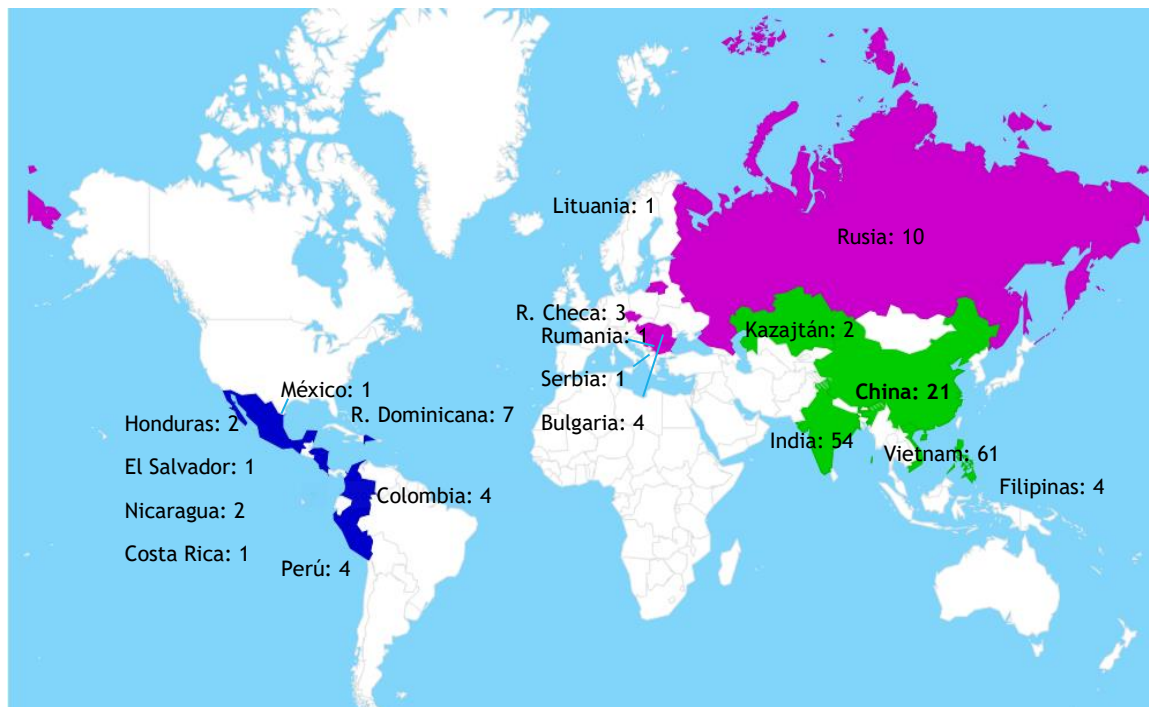 Lituania: 1
Rusia: 10
R. Checa: 3
Rumania: 1
Kazajtán: 2
Serbia: 1
México: 1
China: 21
R. Dominicana: 7
Honduras: 2
Bulgaria: 4
India: 54
Vietnam: 61
El Salvador: 1
Filipinas: 4
Colombia: 4
Nicaragua: 2
Costa Rica: 1
Perú: 4